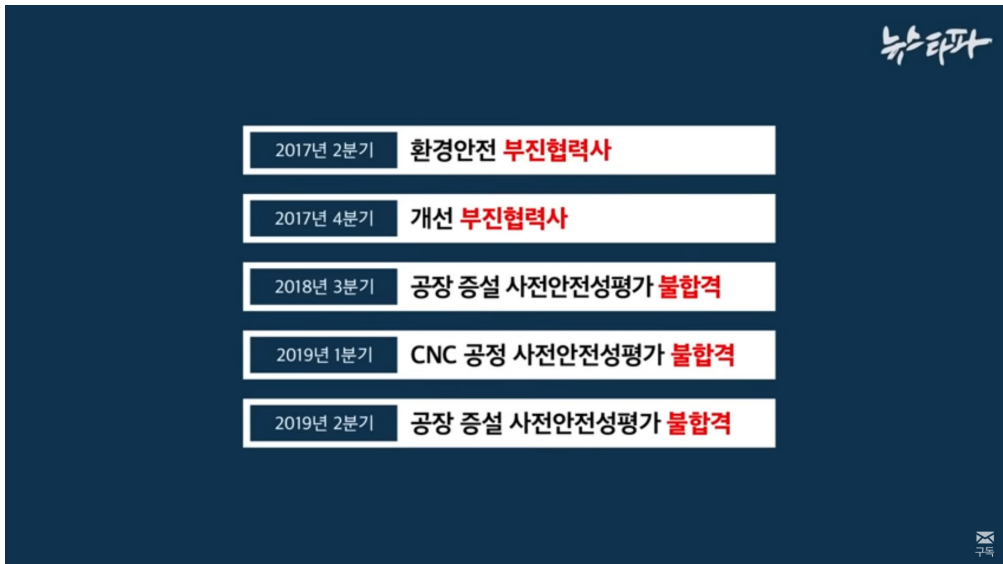 뉴스타파
2017년 2분기 환경안전 부진협력사
2017년 4분기 개선 부진협력사
2018년 3분기 공장 증설 사전안전성평가 불합격
2019년 1분기 CNC 공정 사전안전성평가 불합격
2019년 2분기 공장 증설 사전안전성평가 불합격
구독